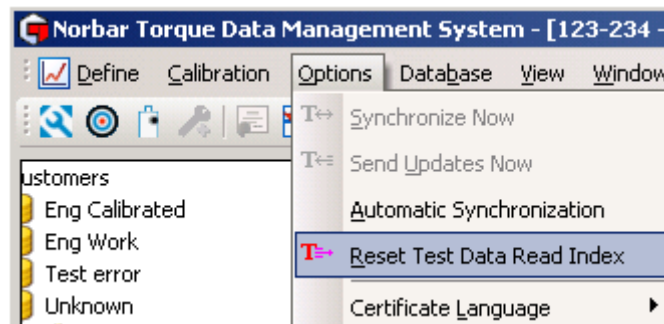 Norbar Torque Data Management System - [123-234 -
Define Calibration Options Database View Window
T Synchronize Now
T Send Updates Now
ustomers
Eng Calibrated
Automatic Synchronization
Eng Work
T Reset Test Data Read Index
Test error
Unknown
Certificate Language